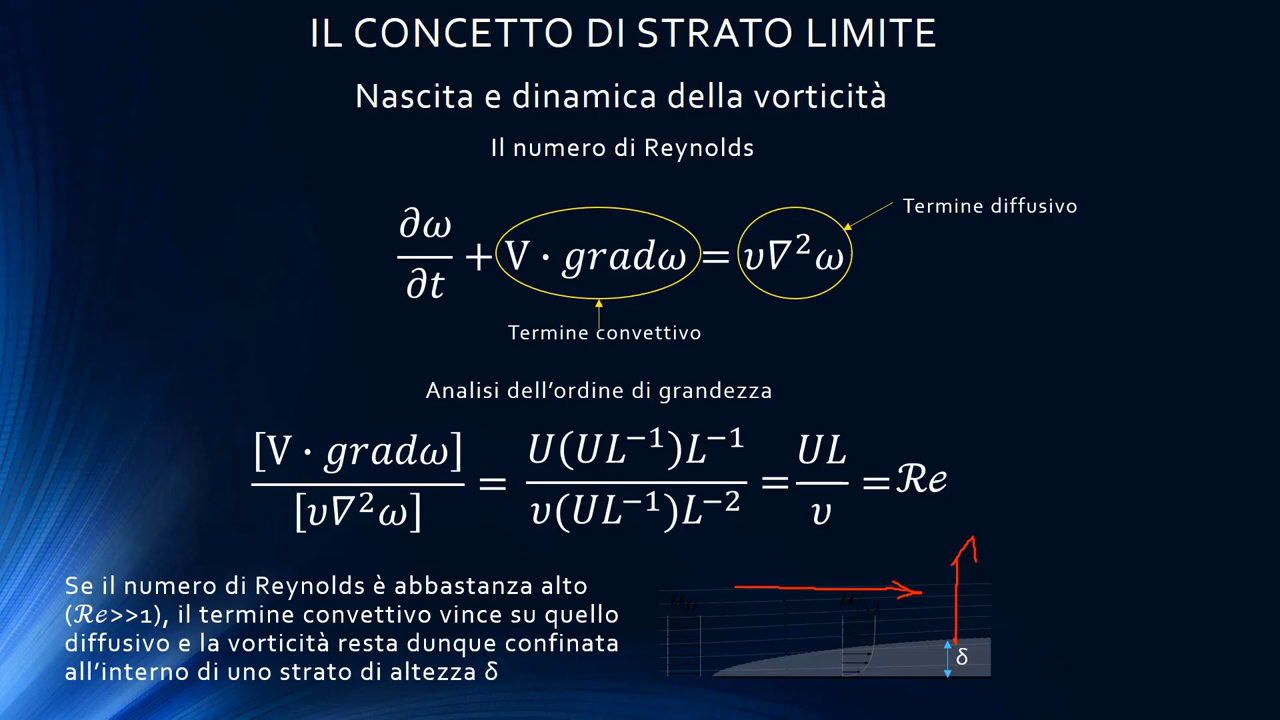 IL CONCETTO DI STRATO LIMITE
Nascita e dinamica della vorticità
Il numero di Reynolds
Termine diffusivo
∂ω/∂t + V · gradω = υ∇²ω
Termine convettivo
Analisi dell’ordine di grandezza
[V · gradω]/[υ∇²ω] = U(UL⁻¹)L⁻¹/υ(UL⁻¹)L⁻² = UL/υ = ℛe
Se il numero di Reynolds è abbastanza alto
(ℛe>>1), il termine convettivo vince su quello
diffusivo e la vorticità resta dunque confinata
all’interno di uno strato di altezza δ
δ